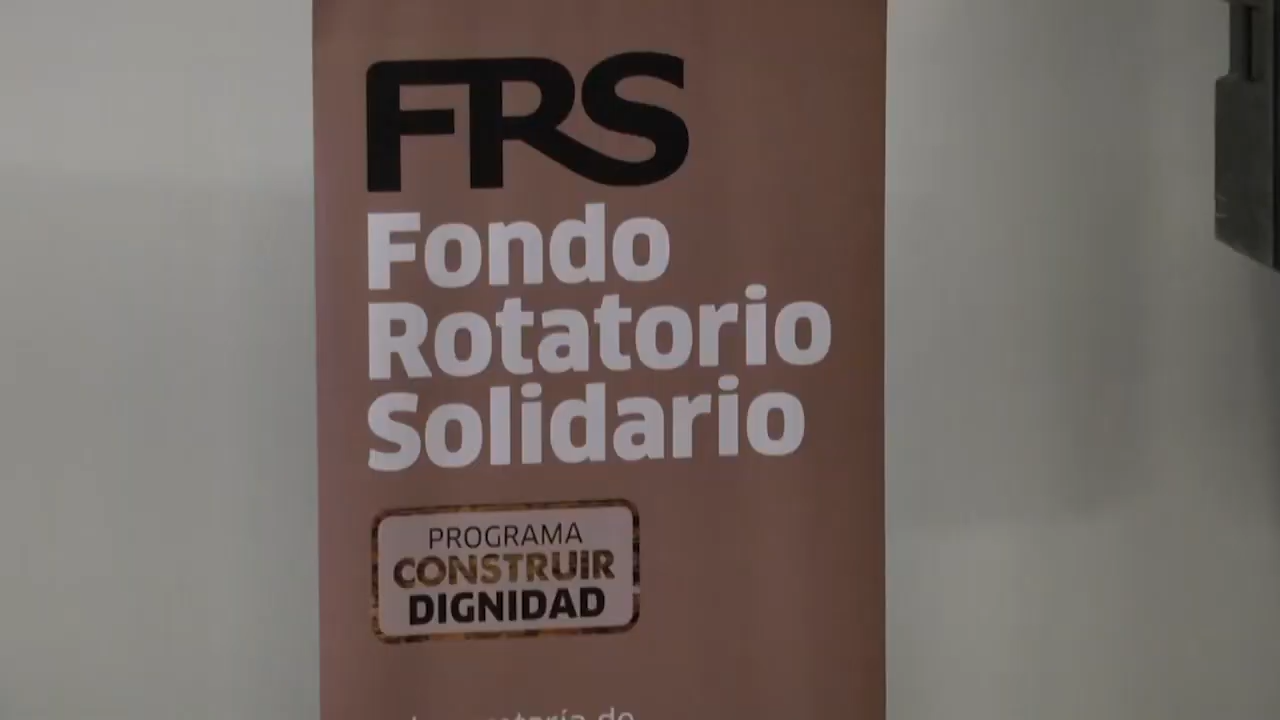 FRS
Fondo
Rotatorio
Solidario
PROGRAMA
CONSTRUIR
DIGNIDAD